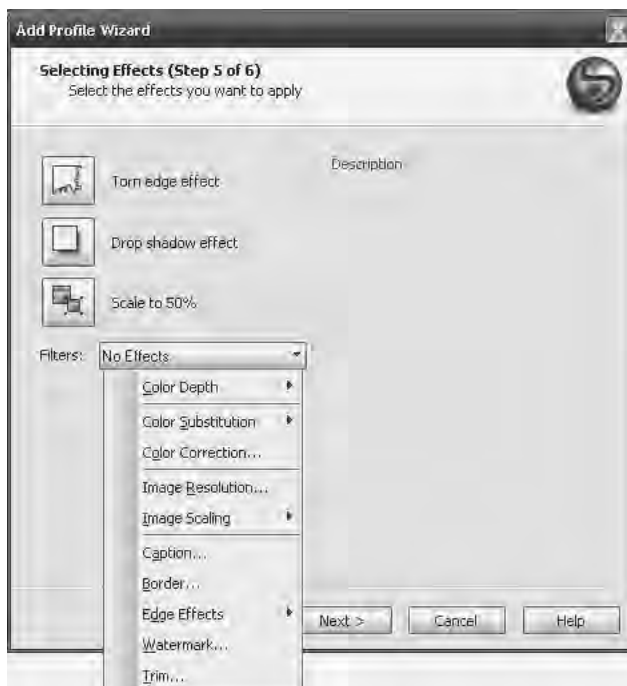 Add Profile Wizard
Selecting Effects (Step 5 of 6)
Select the effects you want to apply
Torn edge effect
Description
Drop shadow effect
Scale to 50%
Filters: No Effects
Color Depth
Color Substitution
Color Correction...
Image Resolution...
Image Scaling
Caption...
Border...
Edge Effects
Watermark...
Trim...
Next > Cancel Help